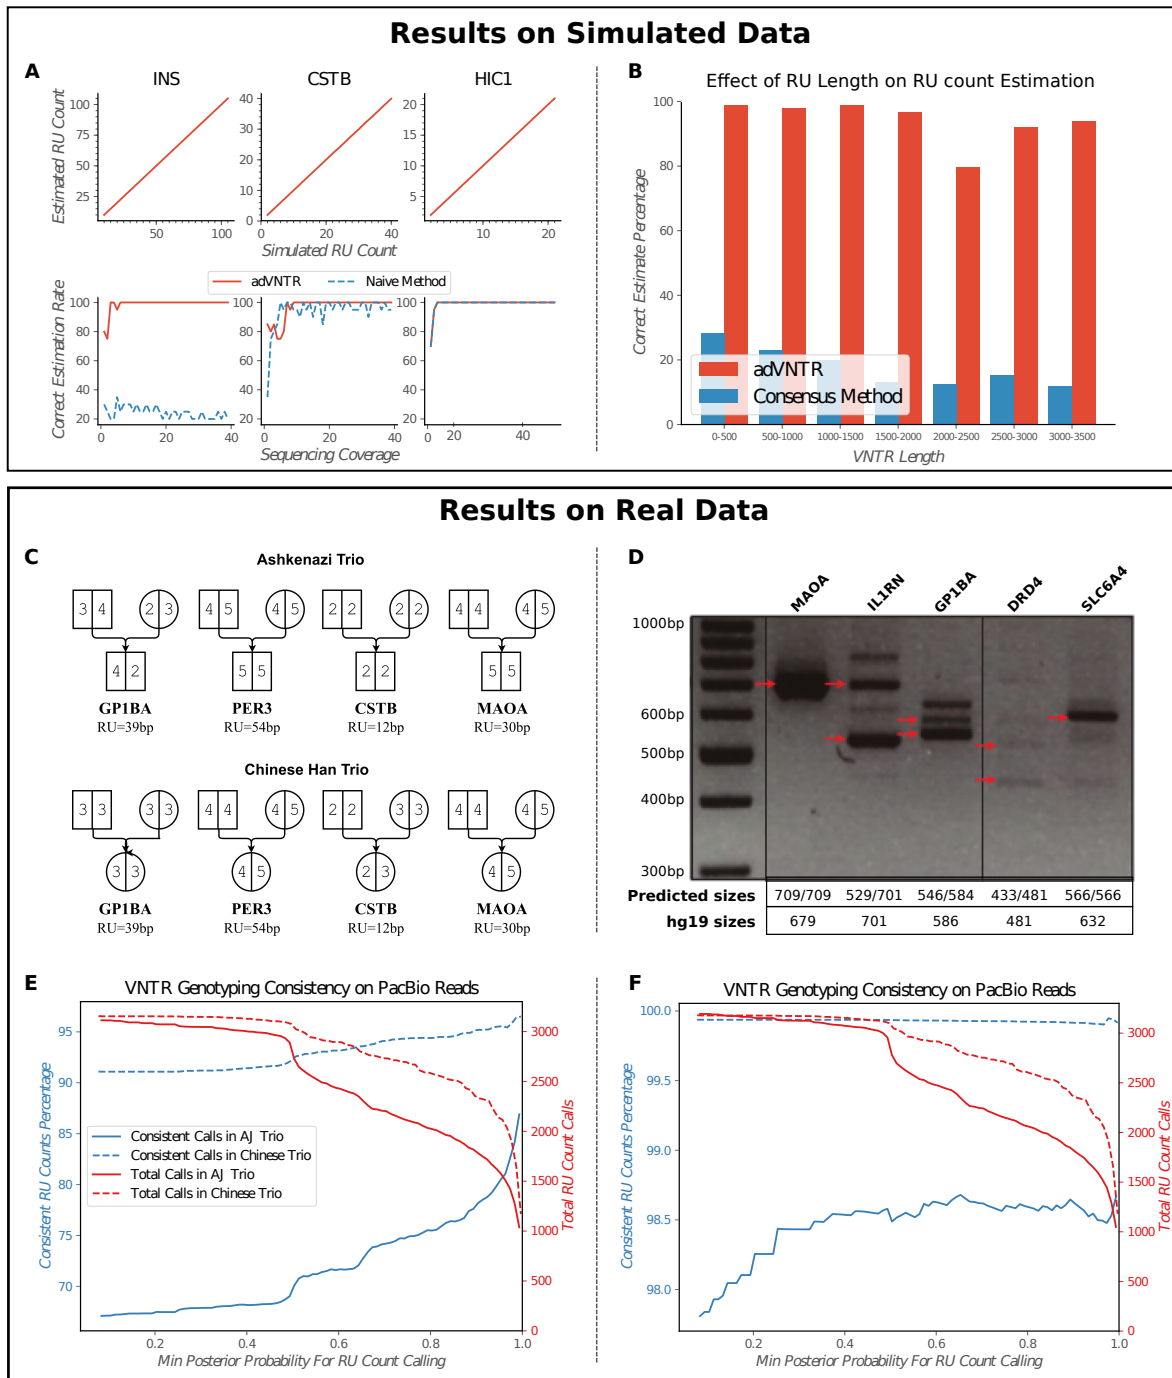 Results on Simulated Data
A
INS
CSTB
HIC1
Estimated RU Count
100
75
50
25
50
100
40
30
20
10
0
0
20
40
20
15
10
5
10
20
Simulated RU Count
adVNTR
Naive Method
Correct Estimation Rate
100
80
60
40
20
0
20
40
100
80
60
40
20
0
20
40
100
80
60
40
20
0
20
40
Sequencing Coverage
B
Effect of RU Length on RU count Estimation
Correct Estimate Percentage
100
80
60
40
20
0
adVNTR
Consensus Method
0-500
500-1000
1000-1500
1500-2000
2000-2500
2500-3000
3000-3500
VNTR Length
Results on Real Data
C
Ashkenazi Trio
3 4 2 3
4 5 4 5
2 2 2 2
4 4 4 5
4 2
5 5
2 2
5 5
GP1BA
PER3
CSTB
MAOA
RU=39bp
RU=54bp
RU=12bp
RU=30bp
Chinese Han Trio
3 3 3 3
4 4 4 5
2 2 3 3
4 4 4 5
3 3
4 5
2 3
4 5
GP1BA
PER3
CSTB
MAOA
RU=39bp
RU=54bp
RU=12bp
RU=30bp
D
MAOA
IL1RN
GP1BA
DRD4
SLC6A4
1000bp
600bp
500bp
400bp
300bp
Predicted sizes 709/709 529/701 546/584 433/481 566/566
hg19 sizes 679 701 586 481 632
E
VNTR Genotyping Consistency on PacBio Reads
Consistent RU Counts Percentage
95
90
85
80
75
70
Consistent Calls in AJ Trio
Consistent Calls in Chinese Trio
Total Calls in AJ Trio
Total Calls in Chinese Trio
3000
2500
2000
1500
1000
500
0
Total RU Count Calls
0.2
0.4
0.6
0.8
1.0
Min Posterior Probability For RU Count Calling
F
VNTR Genotyping Consistency on PacBio Reads
Consistent RU Counts Percentage
100.0
99.5
99.0
98.5
98.0
3000
2500
2000
1500
1000
500
0
Total RU Count Calls
0.2
0.4
0.6
0.8
1.0
Min Posterior Probability For RU Count Calling